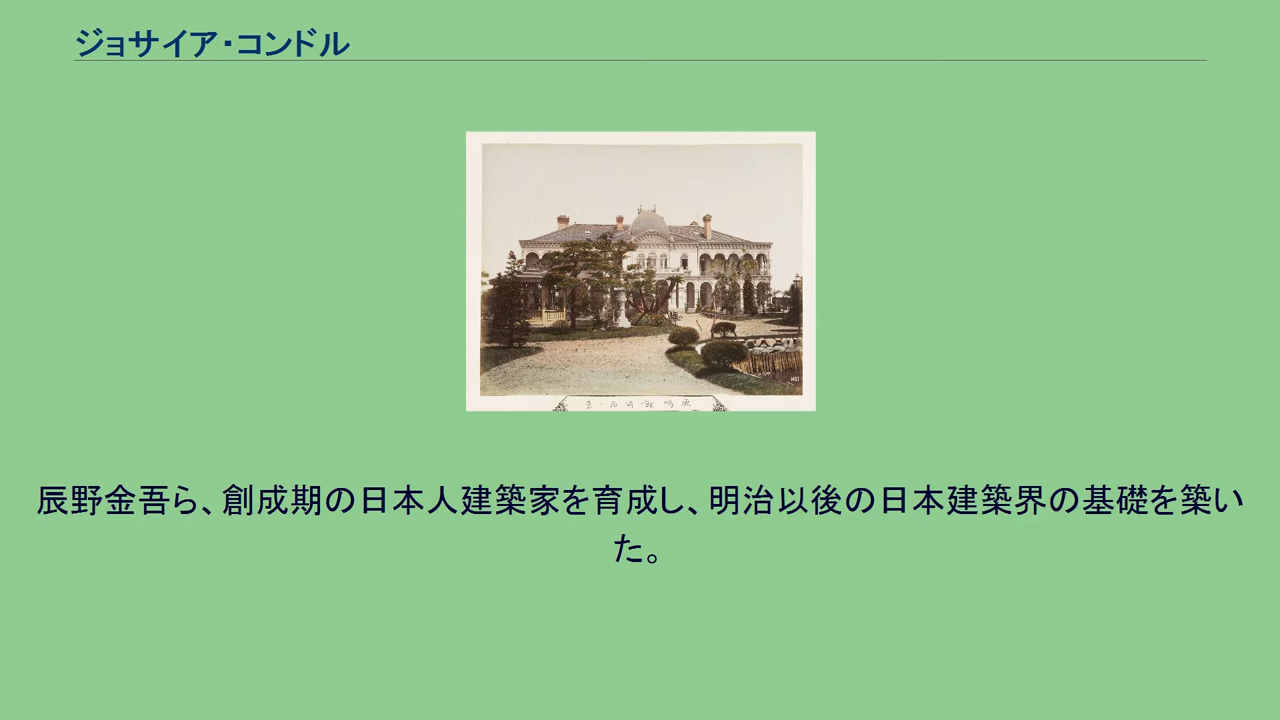 ジョサイア・コンドル
辰野金吾ら、創成期の日本人建築家を育成し、明治以後の日本建築界の基礎を築い
た。